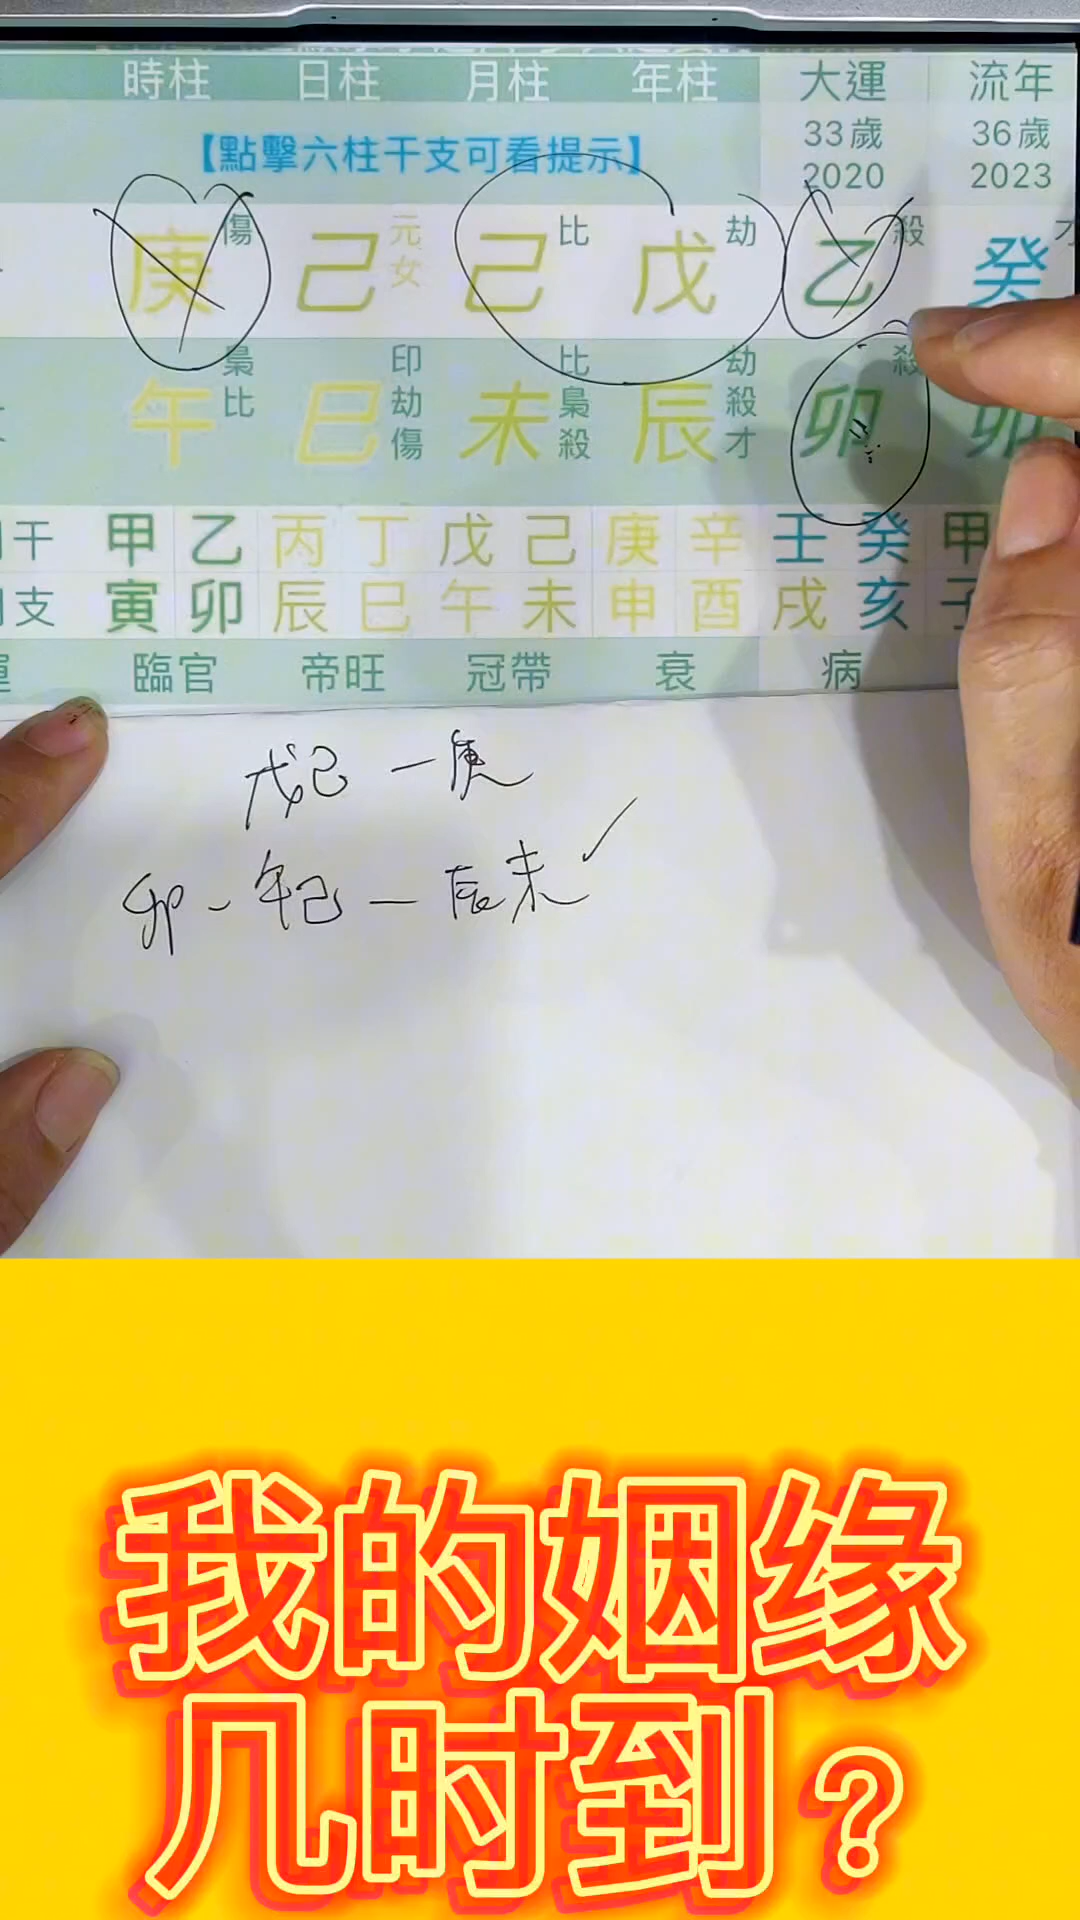 時柱 日柱 月柱 年柱 大運 流年
【點擊六柱干支可看提示】 33歲 36歲
2020 2023
庚 傷 己 元女 己 比 戊 劫 乙 殺 癸 才
午 梟比 巳 印劫傷 未 比梟殺 辰 劫殺才 卯 殺 卯
干 甲 乙 丙 丁 戊 己 庚 辛 壬 癸 甲
支 寅 卯 辰 巳 午 未 申 酉 戌 亥 子
運 臨官 帝旺 冠帶 衰 病
戊己 一 庚
卯 - 午己 一 辰未 ✓
我的姻缘
几时到？